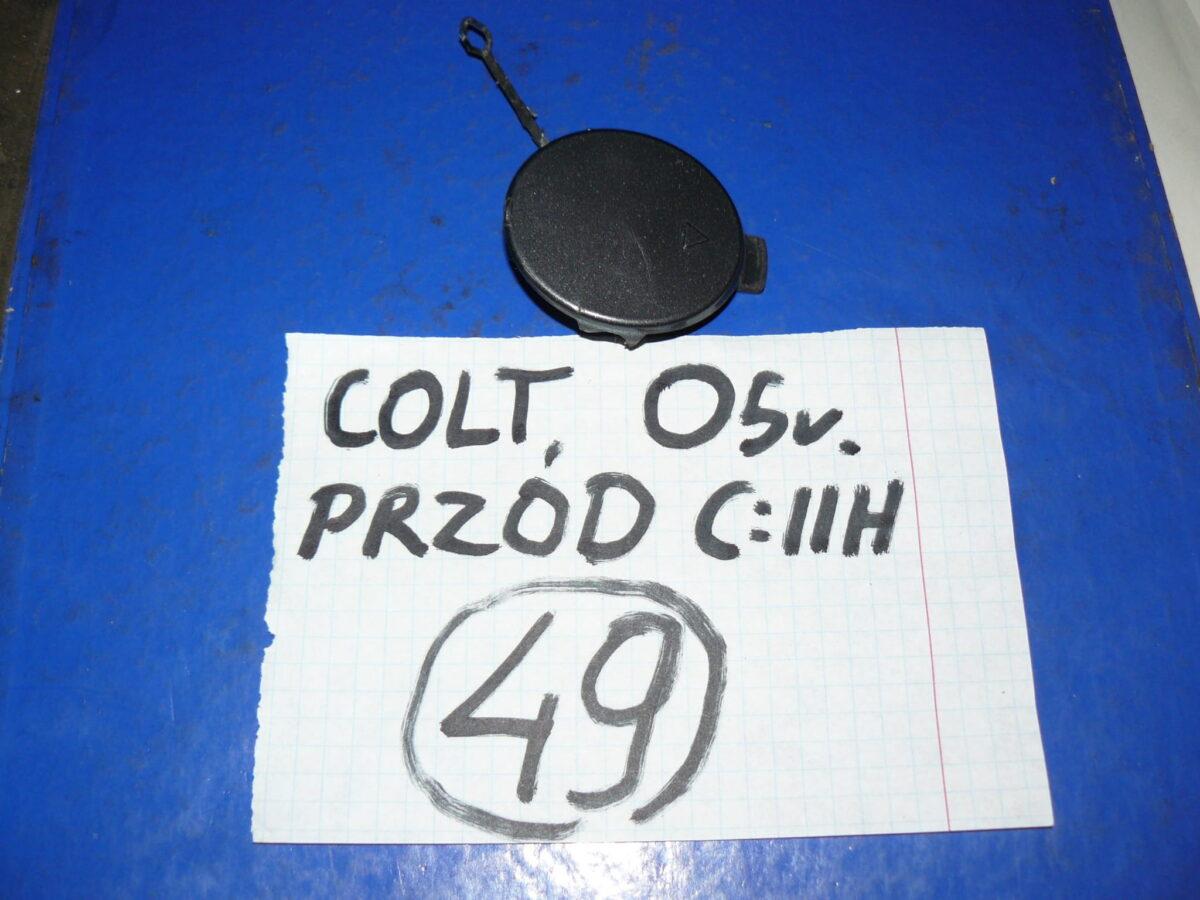 COLT, 05r.
PRZÓD C:11H
49